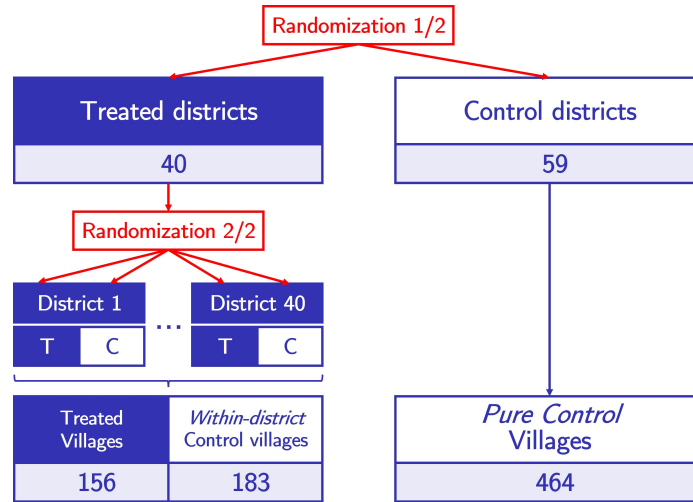 Randomization 1/2
Treated districts
Control districts
40
59
Randomization 2/2
District 1
...
District 40
T
C
T
C
Treated
Villages
Within-district
Control villages
Pure Control
Villages
156
183
464